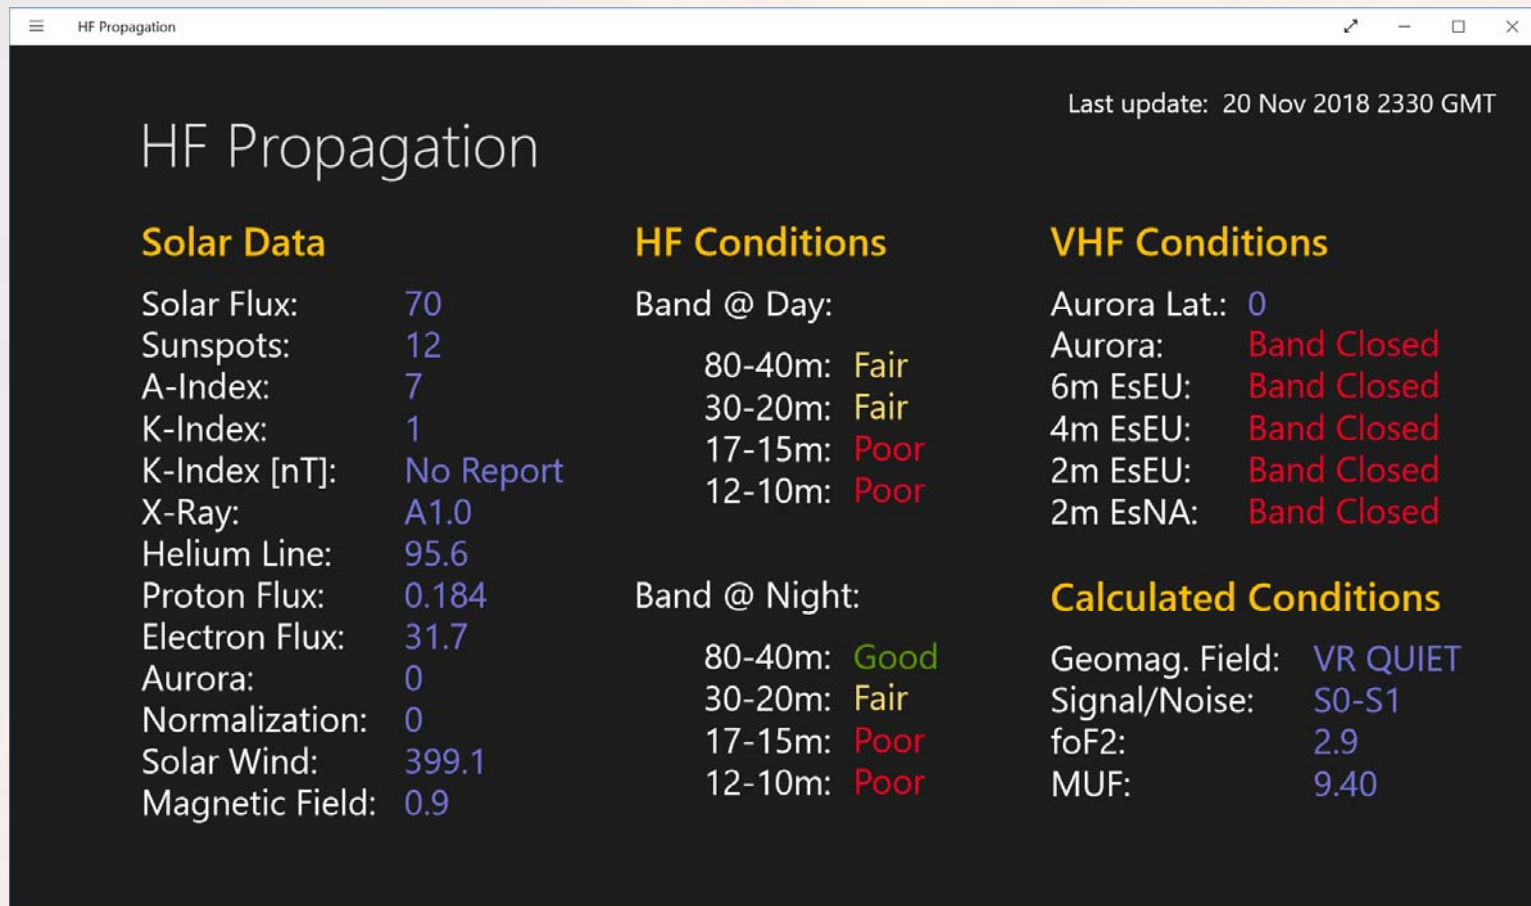 HF Propagation
Last update: 20 Nov 2018 2330 GMT
HF Propagation
Solar Data
Solar Flux: 70
Sunspots: 12
A-Index: 7
K-Index: 1
K-Index [nT]: No Report
X-Ray: A1.0
Helium Line: 95.6
Proton Flux: 0.184
Electron Flux: 31.7
Aurora: 0
Normalization: 0
Solar Wind: 399.1
Magnetic Field: 0.9
HF Conditions
Band @ Day:
80-40m: Fair
30-20m: Fair
17-15m: Poor
12-10m: Poor
Band @ Night:
80-40m: Good
30-20m: Fair
17-15m: Poor
12-10m: Poor
VHF Conditions
Aurora Lat.: 0
Aurora: Band Closed
6m EsEU: Band Closed
4m EsEU: Band Closed
2m EsEU: Band Closed
2m EsNA: Band Closed
Calculated Conditions
Geomag. Field: VR QUIET
Signal/Noise: S0-S1
foF2: 2.9
MUF: 9.40